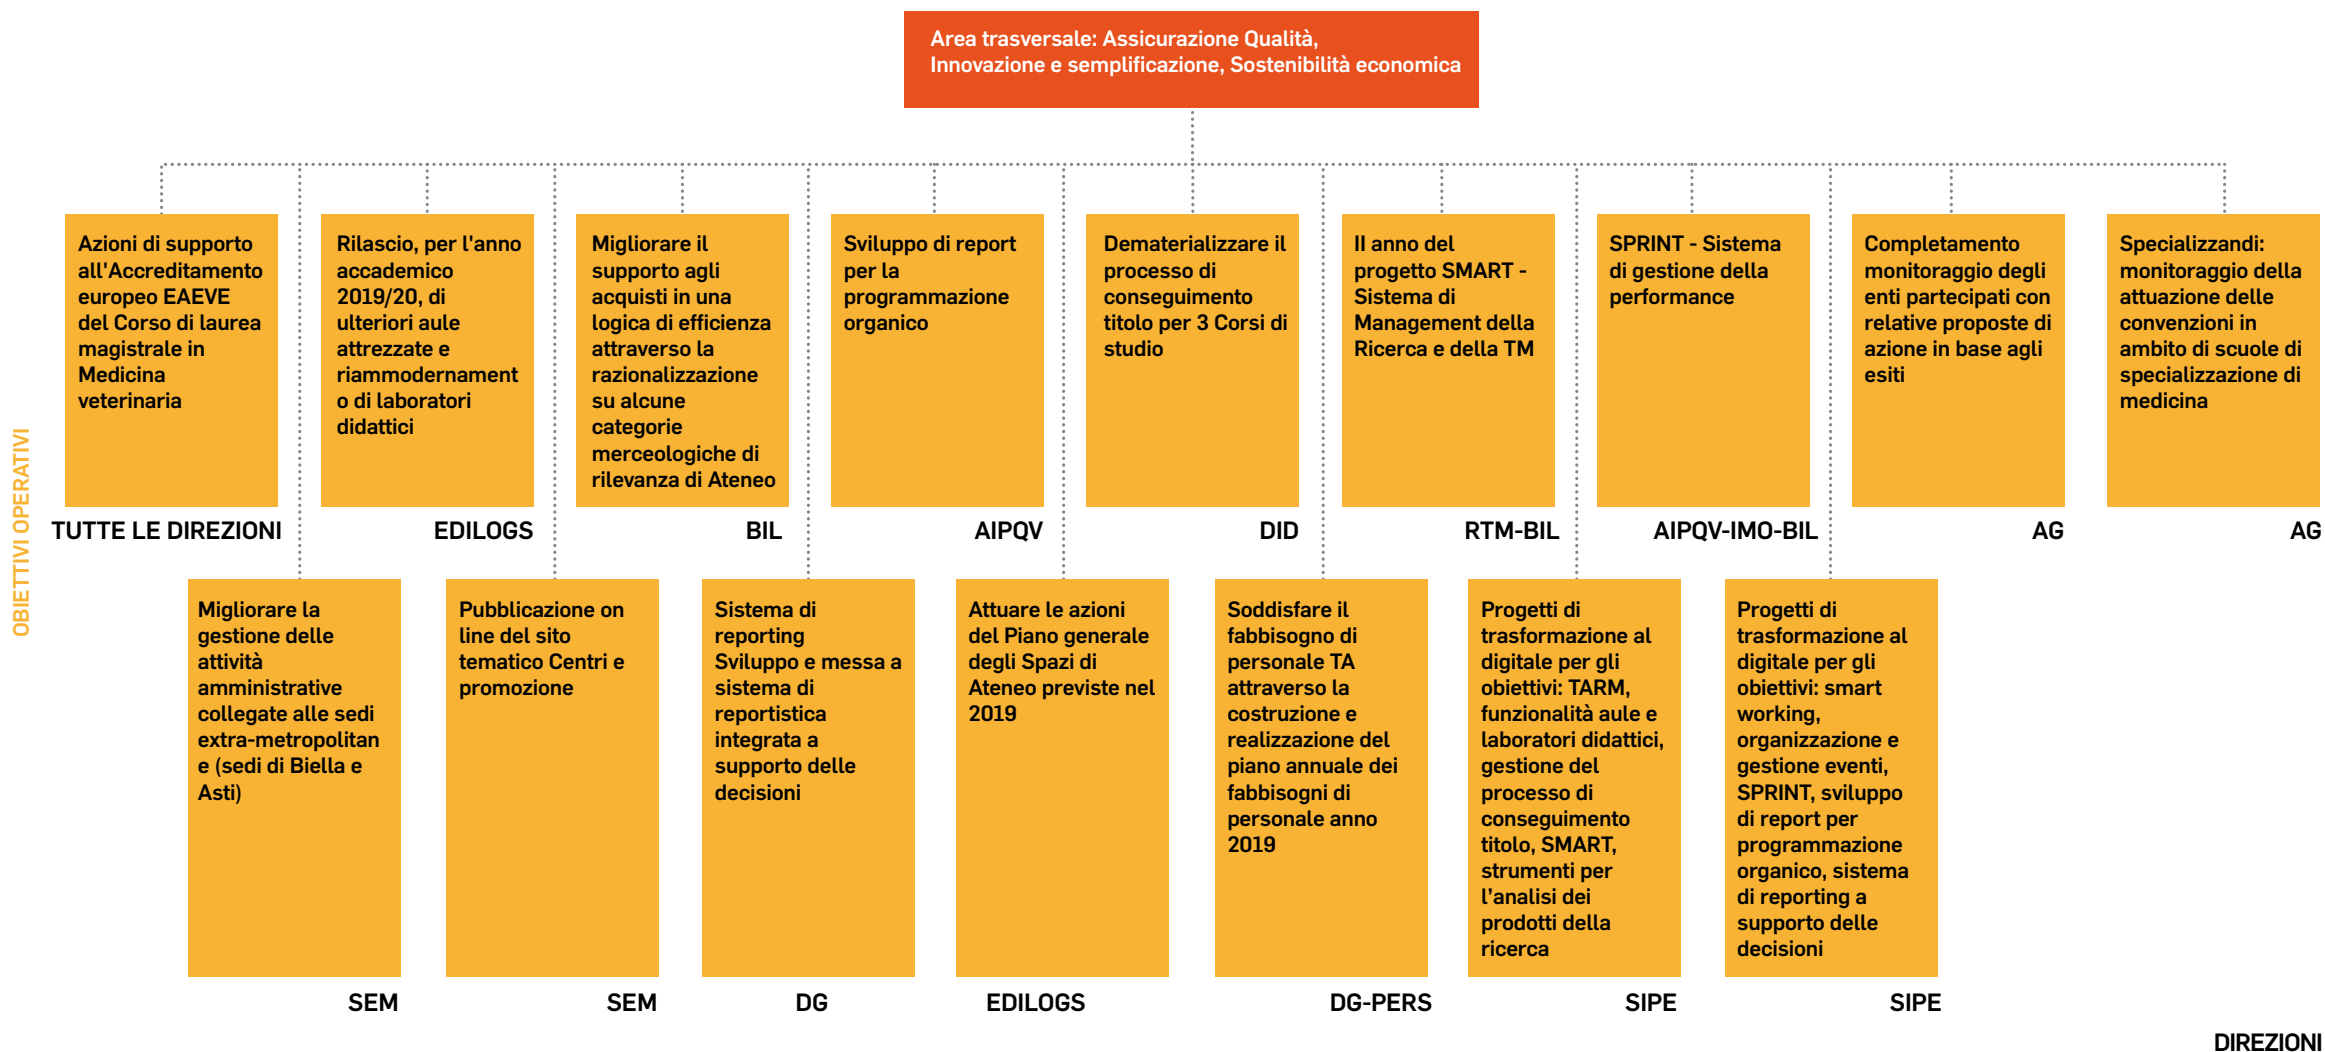 Area trasversale: Assicurazione Qualità,
Innovazione e semplificazione, Sostenibilità economica
OBIETTIVI OPERATIVI
Azioni di supporto
all'Accreditamento
europeo EAEVE
del Corso di laurea
magistrale in
Medicina
veterinaria
TUTTE LE DIREZIONI
Rilascio, per l'anno
accademico
2019/20, di
ulteriori aule
attrezzate e
riammodernament
o di laboratori
didattici
EDILOGS
Migliorare il
supporto agli
acquisti in una
logica di efficienza
attraverso la
razionalizzazione
su alcune
categorie
merceologiche di
rilevanza di Ateneo
BIL
Sviluppo di report
per la
programmazione
organico
AIPQV
Dematerializzare il
processo di
conseguimento
titolo per 3 Corsi di
studio
DID
II anno del
progetto SMART -
Sistema di
Management della
Ricerca e della TM
RTM-BIL
SPRINT - Sistema
di gestione della
performance
AIPQV-IMO-BIL
Completamento
monitoraggio degli
enti partecipati con
relative proposte di
azione in base agli
esiti
AG
Specializzandi:
monitoraggio della
attuazione delle
convenzioni in
ambito di scuole di
specializzazione di
medicina
AG
Migliorare la
gestione delle
attività
amministrative
collegate alle sedi
extra-metropolitan
e (sedi di Biella e
Asti)
SEM
Pubblicazione on
line del sito
tematico Centri e
promozione
SEM
Sistema di
reporting
Sviluppo e messa a
sistema di
reportistica
integrata a
supporto delle
decisioni
DG
Attuare le azioni
del Piano generale
degli Spazi di
Ateneo previste nel
2019
EDILOGS
Soddisfare il
fabbisogno di
personale TA
attraverso la
costruzione e
realizzazione del
piano annuale dei
fabbisogni di
personale anno
2019
DG-PERS
Progetti di
trasformazione al
digitale per gli
obiettivi: TARM,
funzionalità aule e
laboratori didattici,
gestione del
processo di
conseguimento
titolo, SMART,
strumenti per
l’analisi dei
prodotti della
ricerca
SIPE
Progetti di
trasformazione al
digitale per gli
obiettivi: smart
working,
organizzazione e
gestione eventi,
SPRINT, sviluppo
di report per
programmazione
organico, sistema
di reporting a
supporto delle
decisioni
SIPE
DIREZIONI